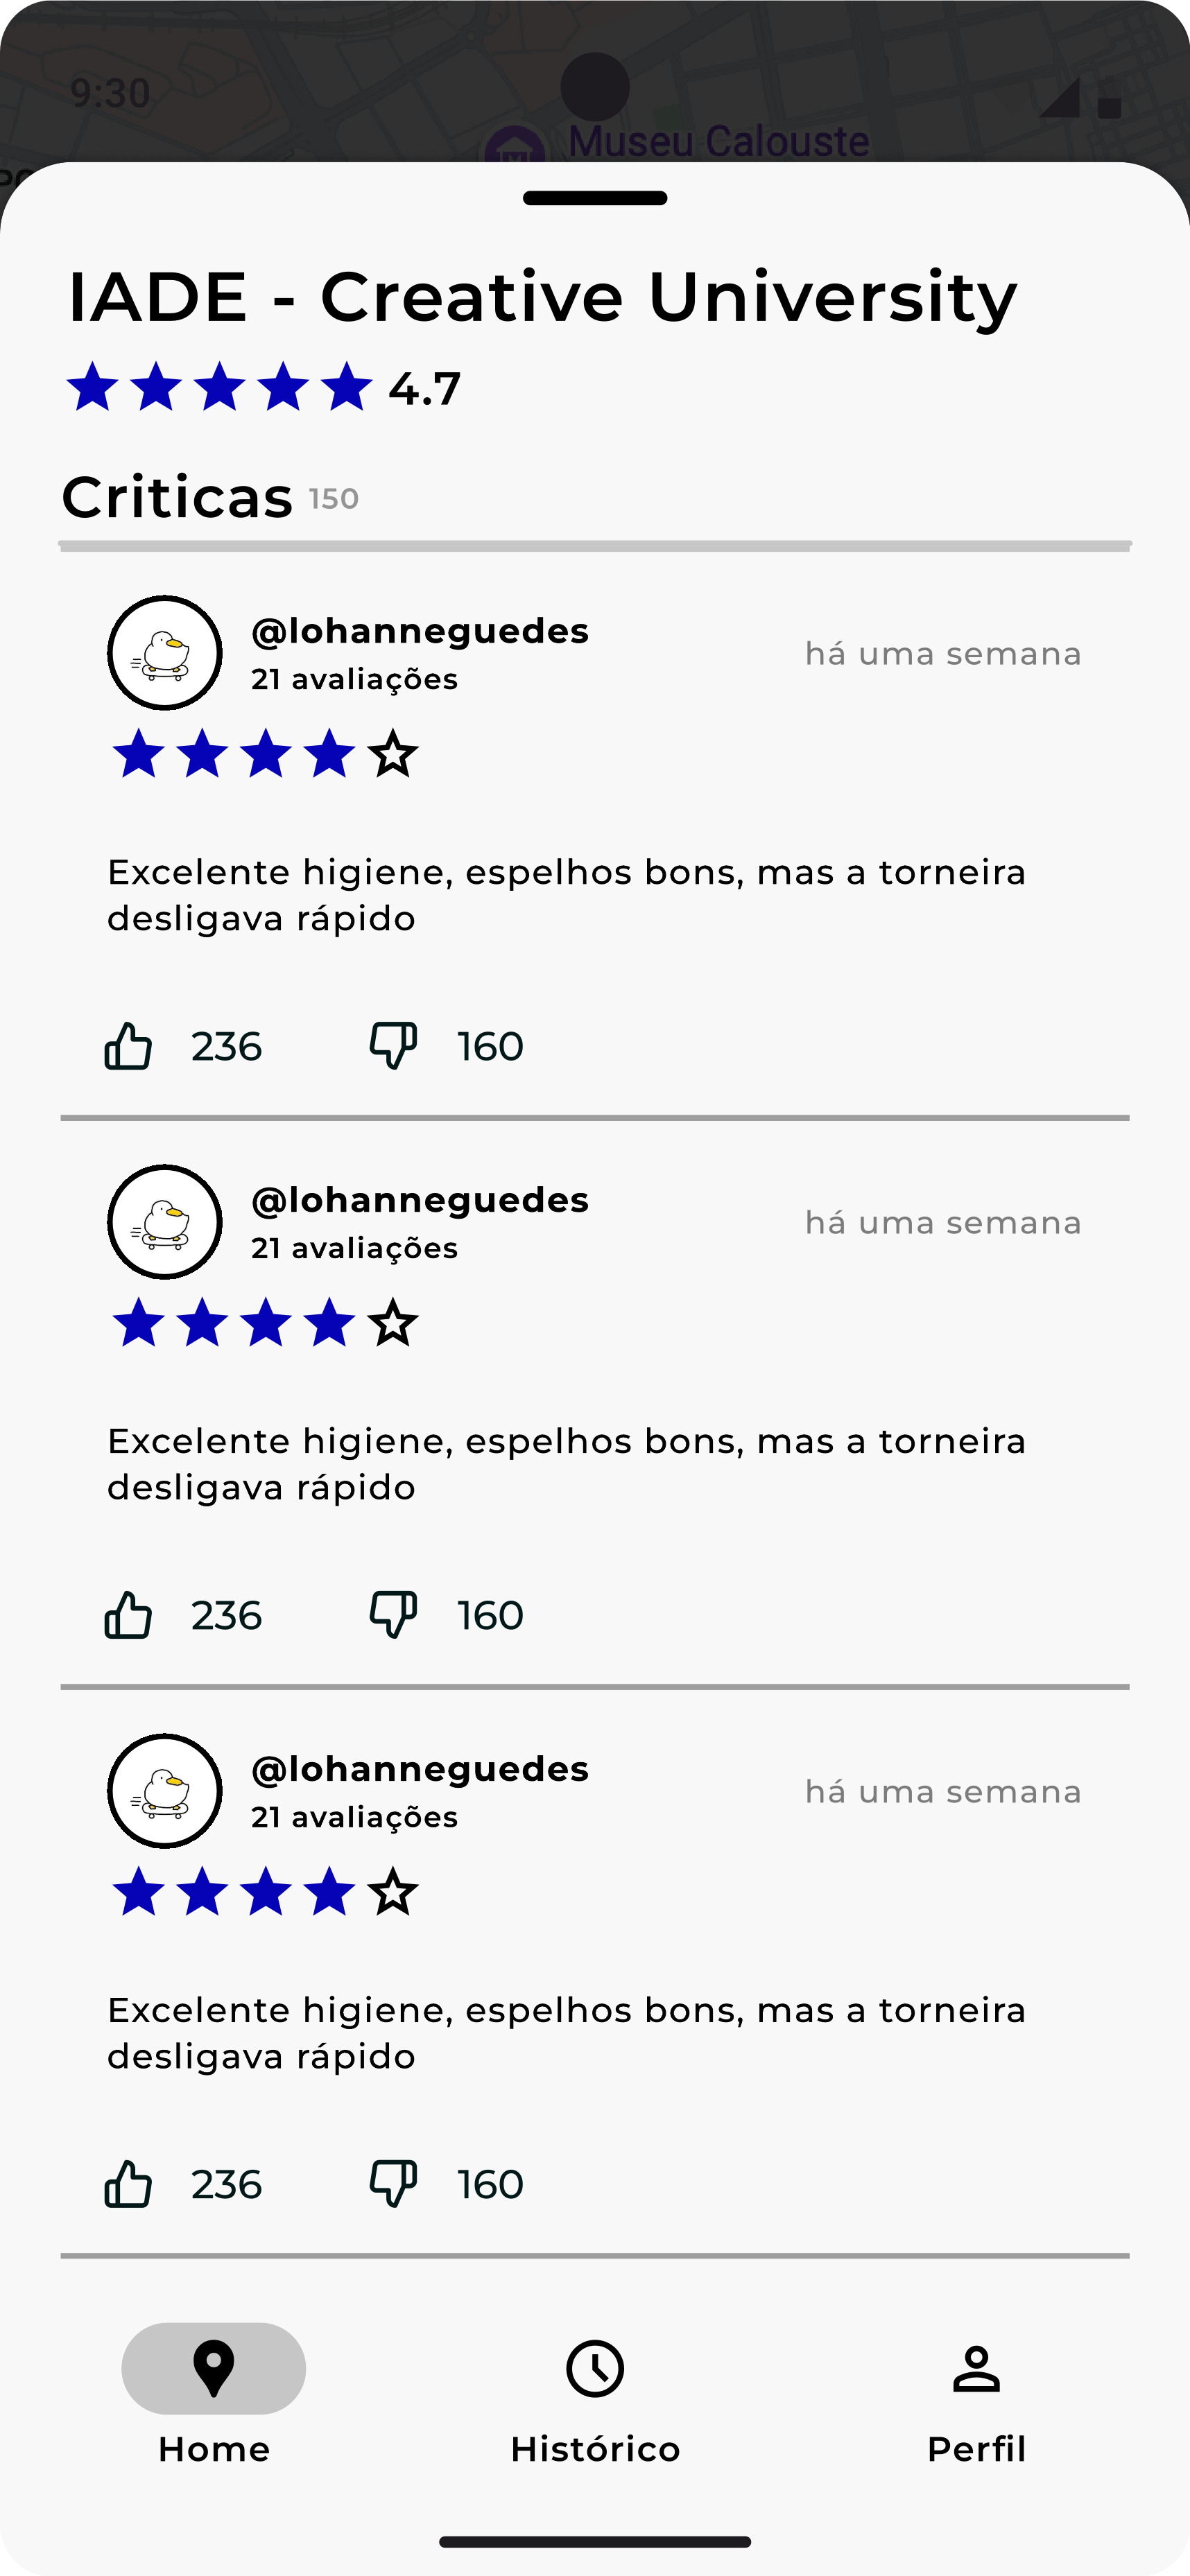 9:30
Museu Calouste
IADE - Creative University
4.7
Criticas 150
@lohanneguedes
21 avaliações
há uma semana
Excelente higiene, espelhos bons, mas a torneira
desligava rápido
236 160
@lohanneguedes
21 avaliações
há uma semana
Excelente higiene, espelhos bons, mas a torneira
desligava rápido
236 160
@lohanneguedes
21 avaliações
há uma semana
Excelente higiene, espelhos bons, mas a torneira
desligava rápido
236 160
Home Histórico Perfil